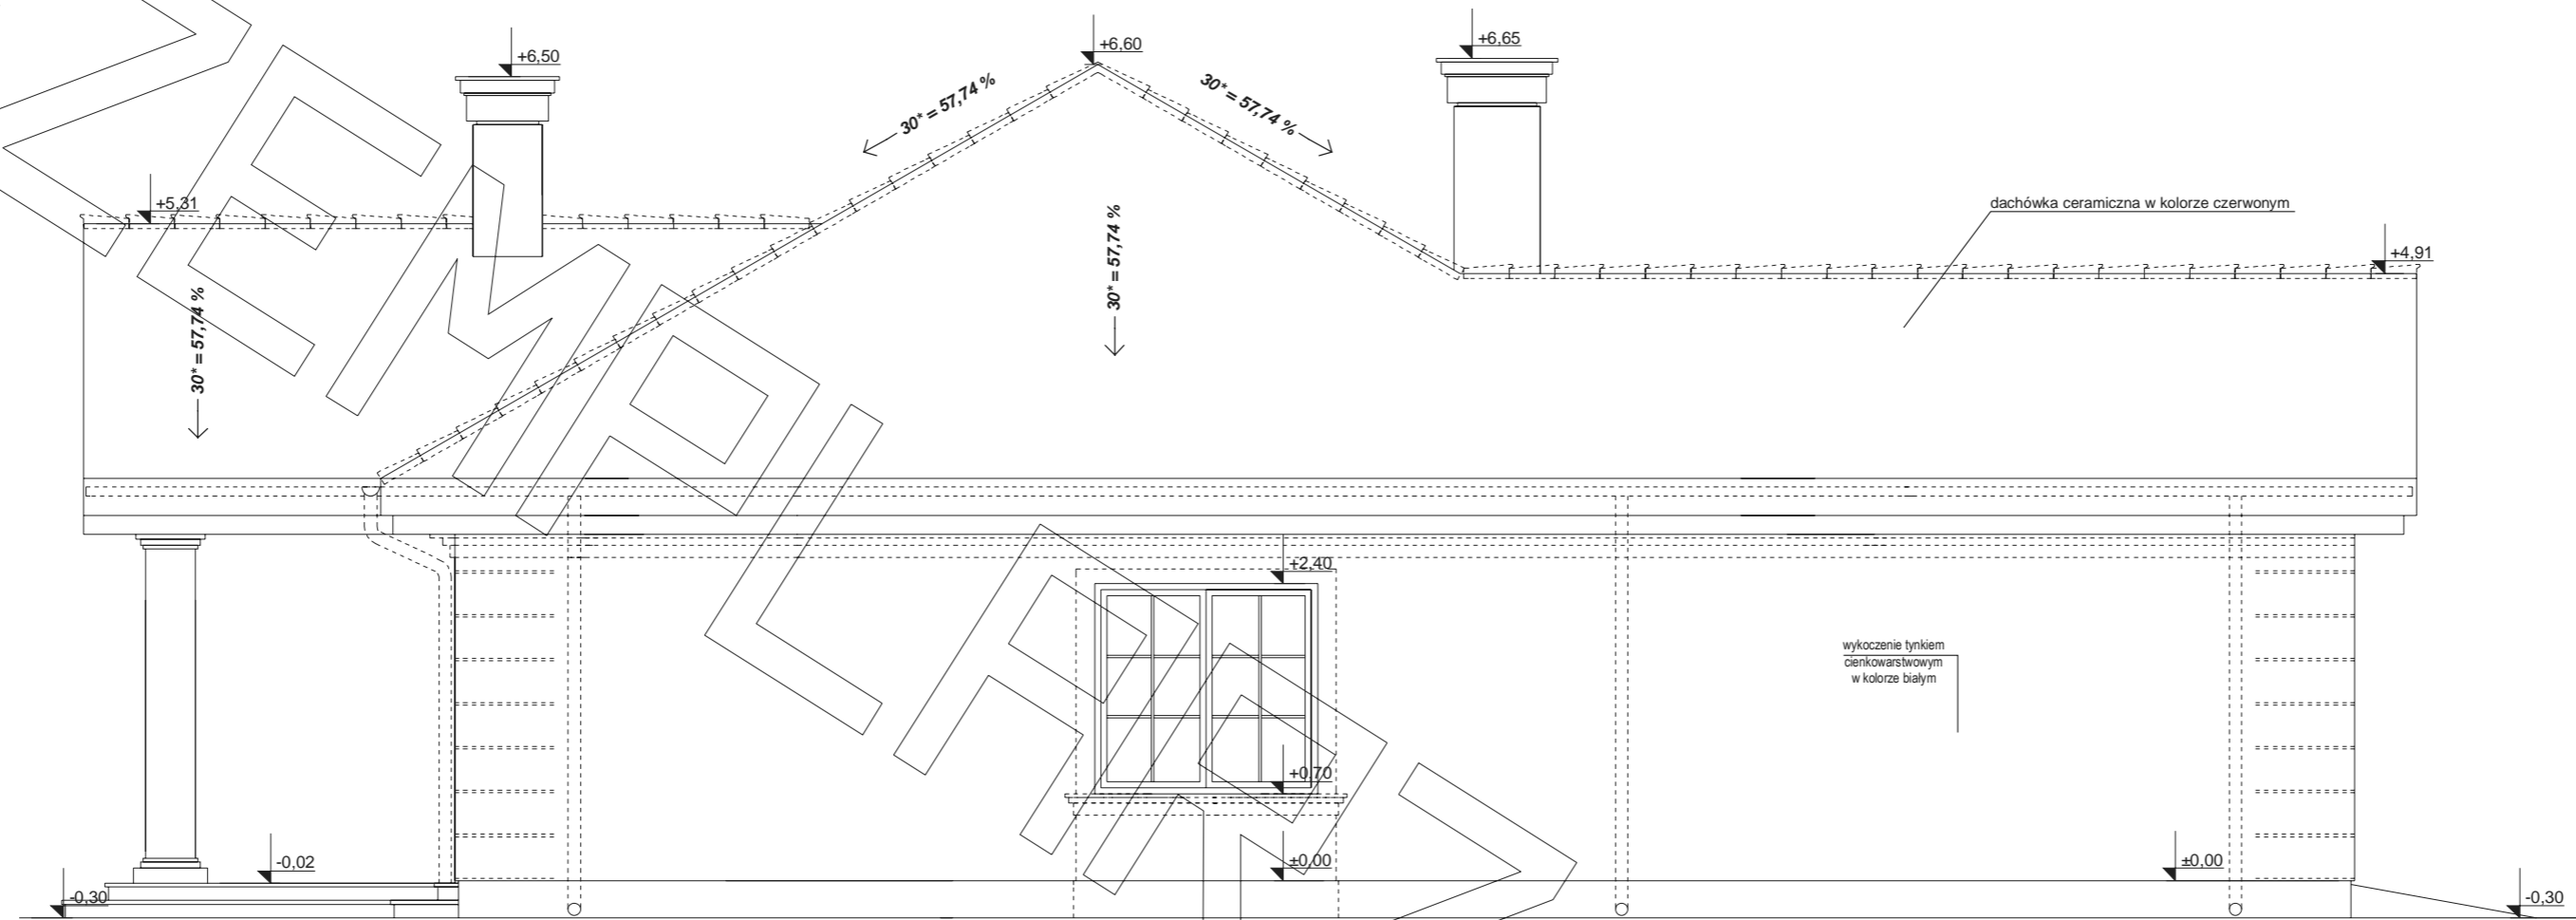 +6,50
+6,60
+6,65
30* = 57,74 %
30* = 57,74 %
+5,31
dachówka ceramiczna w kolorze czerwonym
+4,91
30* = 57,74 %
30* = 57,74 %
+2,40
wykoczenie tynkiem
cienkowarstwowym
w kolorze białym
+0,70
-0,02
±0,00
±0,00
-0,30
-0,30